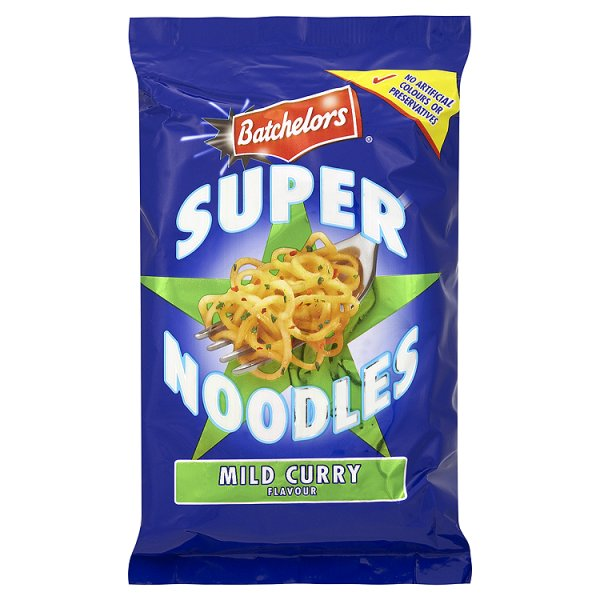 NO ARTIFICIAL
COLOURS OR
PRESERVATIVES
Batchelors®
SUPER
NOODLES
MILD CURRY
FLAVOUR